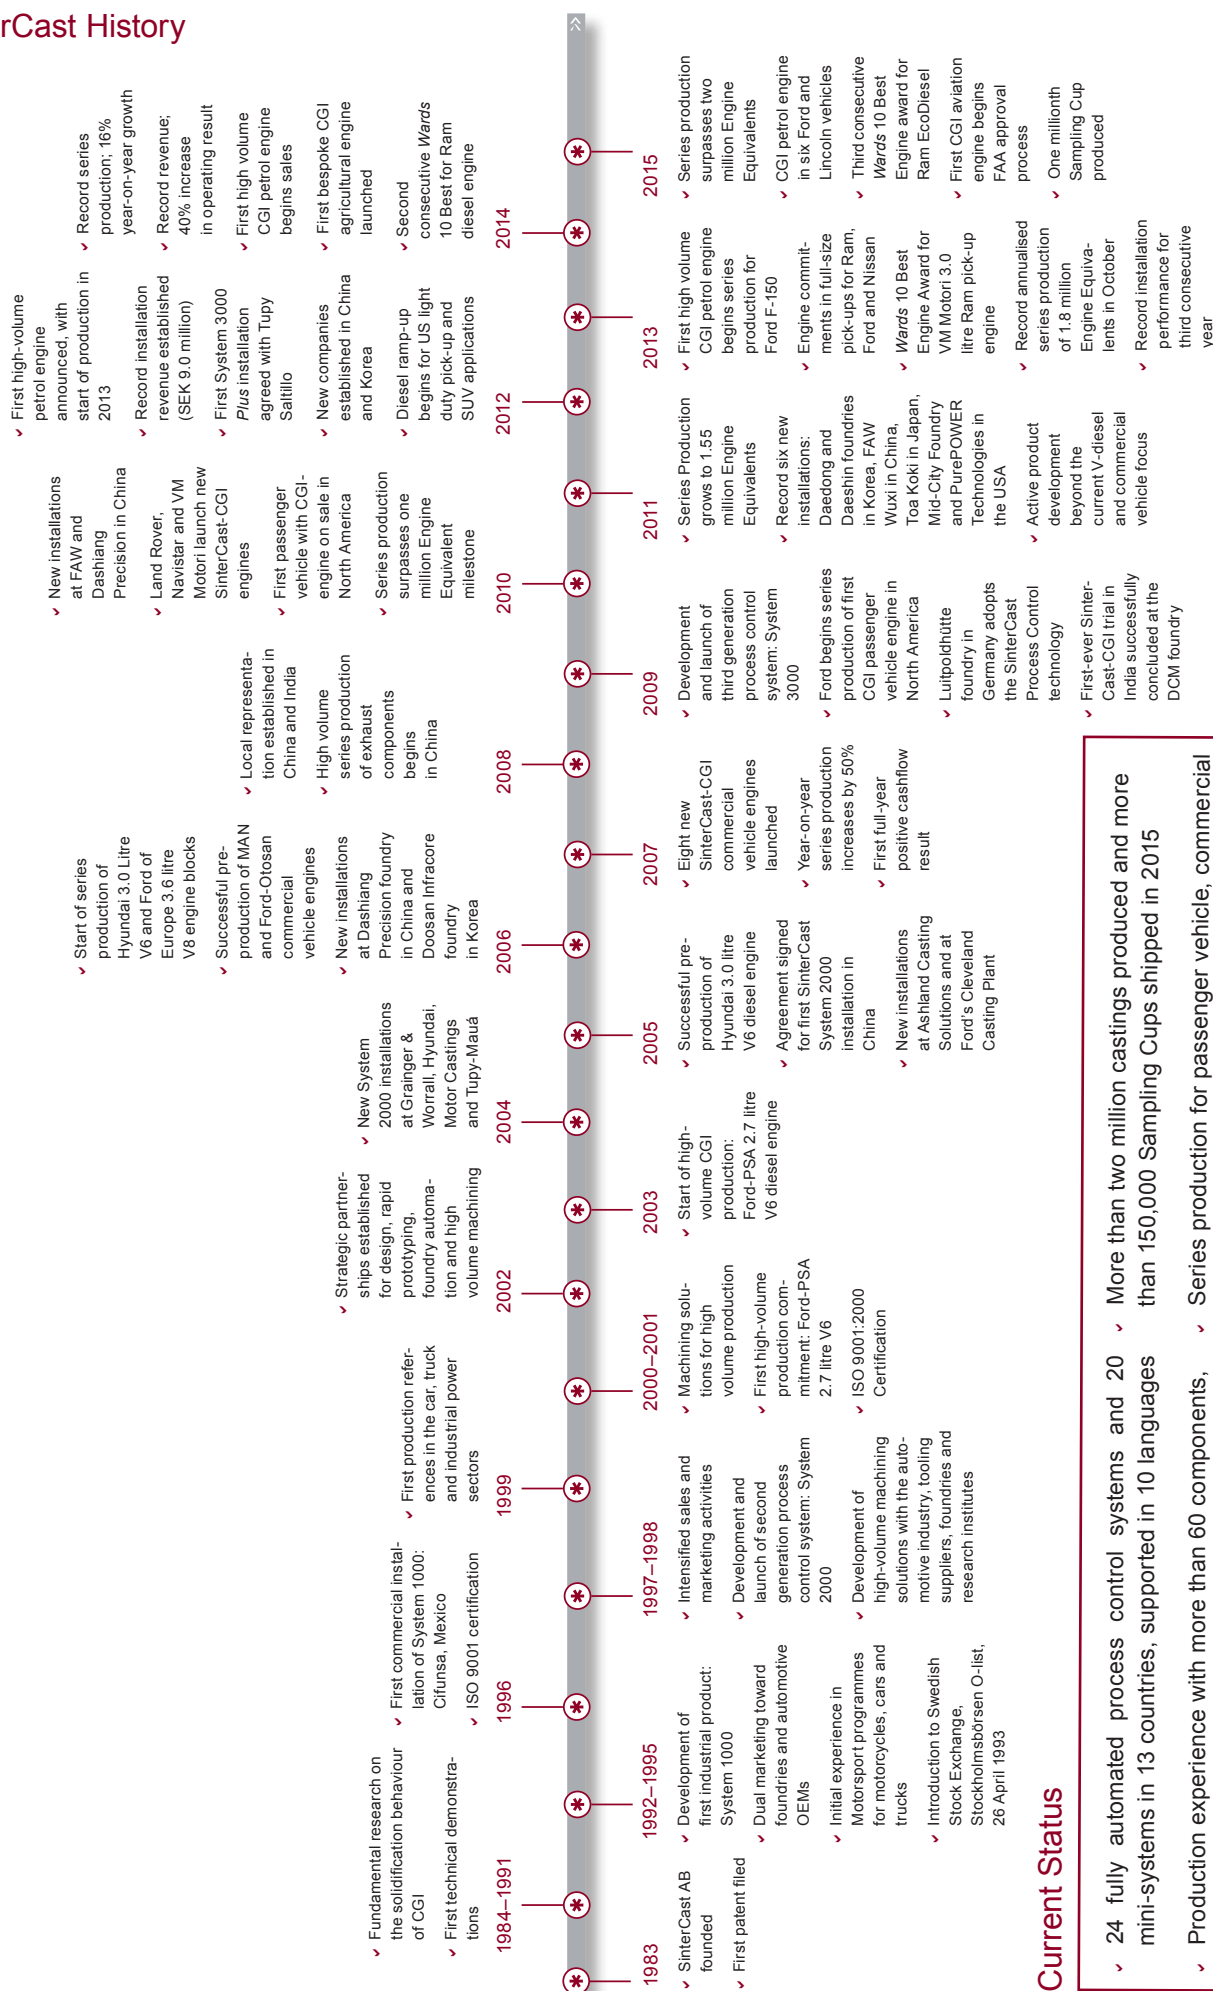 rCast History
1983
SinterCast AB
founded
First patent filed
Fundamental research on
the solidification behaviour
of CGI
First technical demonstra-
tions
1984–1991
1992–1995
Development of
first industrial product:
System 1000
Dual marketing toward
foundries and automotive
OEMs
Initial experience in
Motorsport programmes
for motorcycles, cars and
trucks
Introduction to Swedish
Stock Exchange,
Stockholmsbörsen O-list,
26 April 1993
First commercial instal-
lation of System 1000:
Cifunsa, Mexico
ISO 9001 certification
1996
1997–1998
Intensified sales and
marketing activities
Development and
launch of second
generation process
control system: System
2000
Development of
high-volume machining
solutions with the auto-
motive industry, tooling
suppliers, foundries and
research institutes
First production refer-
ences in the car, truck
and industrial power
sectors
1999
2000–2001
Machining solu-
tions for high
volume production
First high-volume
production com-
mitment: Ford-PSA
2.7 litre V6
ISO 9001:2000
Certification
Strategic partner-
ships established
for design, rapid
prototyping,
foundry automa-
tion and high
volume machining
2002
2003
Start of high-
volume CGI
production:
Ford-PSA 2.7 litre
V6 diesel engine
New System
2000 installations
at Grainger &
Worrall, Hyundai,
Motor Castings
and Tupy-Mauá
2004
2005
Successful pre-
production of
Hyundai 3.0 litre
V6 diesel engine
Agreement signed
for first SinterCast
System 2000
installation in
China
New installations
at Ashland Casting
Solutions and at
Ford's Cleveland
Casting Plant
Start of series
production of
Hyundai 3.0 Litre
V6 and Ford of
Europe 3.6 litre
V8 engine blocks
Successful pre-
production of MAN
and Ford-Otosan
commercial
vehicle engines
New installations
at Dashiang
Precision foundry
in China and
Doosan Infracore
foundry
in Korea
2006
2007
Eight new
SinterCast-CGI
commercial
vehicle engines
launched
Year-on-year
series production
increases by 50%
First full-year
positive cashflow
result
Local representa-
tion established in
China and India
High volume
series production
of exhaust
components
begins
in China
2008
2009
Development
and launch of
third generation
process control
system: System
3000
Ford begins series
production of first
CGI passenger
vehicle engine in
North America
Luitpoldhütte
foundry in
Germany adopts
the SinterCast
Process Control
technology
First-ever Sinter-
Cast-CGI trial in
India successfully
concluded at the
DCM foundry
New installations
at FAW and
Dashiang
Precision in China
Land Rover,
Navistar and VM
Motori launch new
SinterCast-CGI
engines
First passenger
vehicle with CGI-
engine on sale in
North America
Series production
surpasses one
million Engine
Equivalent
milestone
2010
2011
Series Production
grows to 1.55
million Engine
Equivalents
Record six new
installations:
Daedong and
Daeshin foundries
in Korea, FAW
Wuxi in China,
Toa Koki in Japan,
Mid-City Foundry
and PurePOWER
Technologies in
the USA
Active product
development
beyond the
current V-diesel
and commercial
vehicle focus
First high-volume
petrol engine
announced, with
start of production in
2013
Record installation
revenue established
(SEK 9.0 million)
First System 3000
Plus installation
agreed with Tupy
Saltillo
New companies
established in China
and Korea
Diesel ramp-up
begins for US light
duty pick-up and
SUV applications
2012
2013
First high volume
CGI petrol engine
begins series
production for
Ford F-150
Engine commit-
ments in full-size
pick-ups for Ram,
Ford and Nissan
Wards 10 Best
Engine Award for
VM Motori 3.0
litre Ram pick-up
engine
Record annualised
series production
of 1.8 million
Engine Equiva-
lents in October
Record installation
performance for
third consecutive
year
Record series
production; 16%
year-on-year growth
Record revenue;
40% increase
in operating result
First high volume
CGI petrol engine
begins sales
First bespoke CGI
agricultural engine
launched
Second
consecutive Wards
10 Best for Ram
diesel engine
2014
2015
Series production
surpasses two
million Engine
Equivalents
CGI petrol engine
in six Ford and
Lincoln vehicles
Third consecutive
Wards 10 Best
Engine award for
Ram EcoDiesel
First CGI aviation
engine begins
FAA approval
process
One millionth
Sampling Cup
produced
Current Status
24 fully automated process control systems and 20
mini-systems in 13 countries, supported in 10 languages
Production experience with more than 60 components,
More than two million castings produced and more
than 150,000 Sampling Cups shipped in 2015
Series production for passenger vehicle, commercial